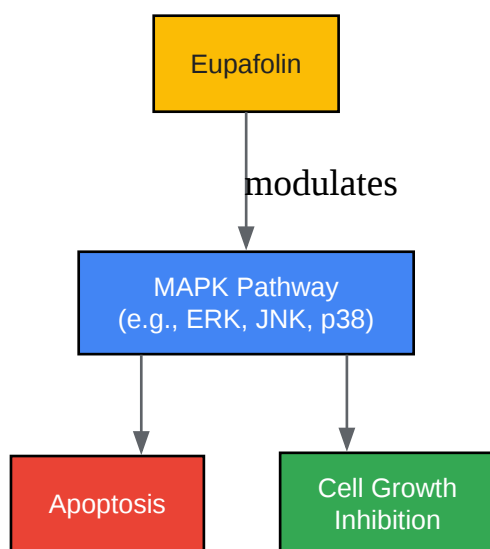 Eupafolin
modulates
MAPK Pathway
(e.g., ERK, JNK, p38)
Apoptosis
Cell Growth
Inhibition